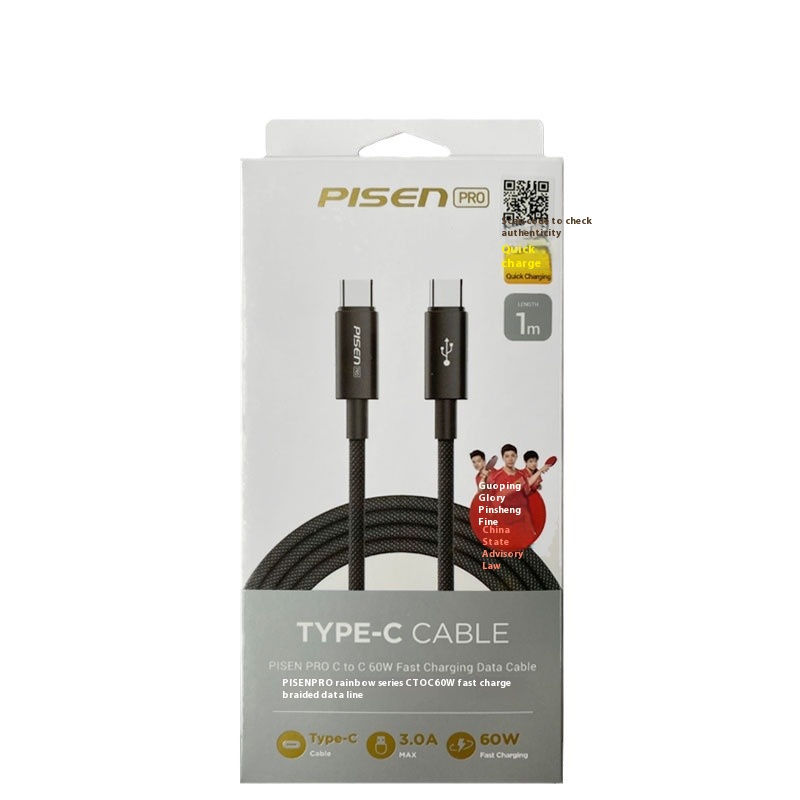 PISEN PRO
Scan code to check
authenticity
Quick
charge
Quick Charging
LENGTH
1m
PISEN PRO
Guoping
Glory
Pinsheng
Fine
China
State
Advisory
Law
TYPE-C CABLE
PISEN PRO C to C 60W Fast Charging Data Cable
PISENPRO rainbow series CTOC60W fast charge
braided data line
Type-C
Cable
3.0A
MAX
60W
Fast Charging